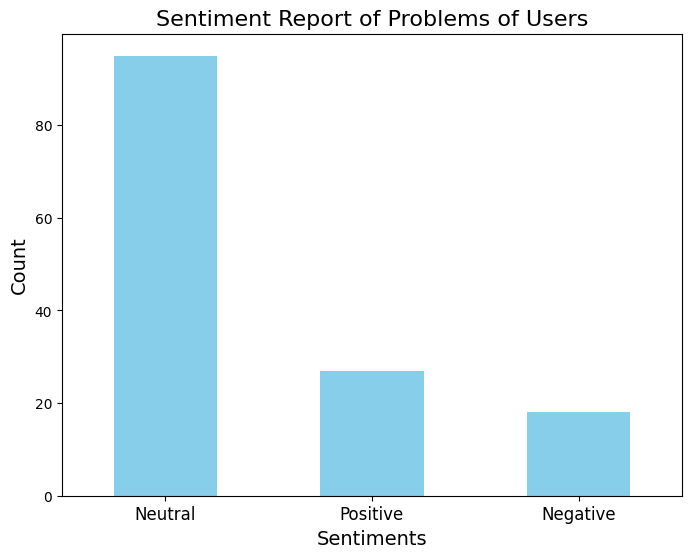 Sentiment Report of Problems of Users
Count
80
60
40
20
0
Neutral Positive Negative
Sentiments